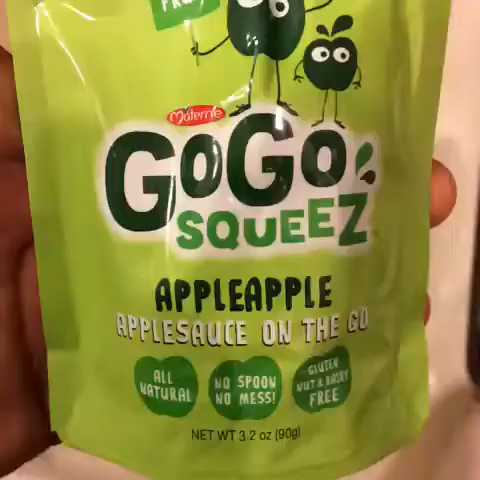 Materne
GoGo
SQUEEZ
APPLEAPPLE
APPLESAUCE ON THE GO
ALL
NATURAL
NO SPOON
NO MESS!
GLUTEN
NUT & DAIRY
FREE
NET WT 3.2 oz (90g)